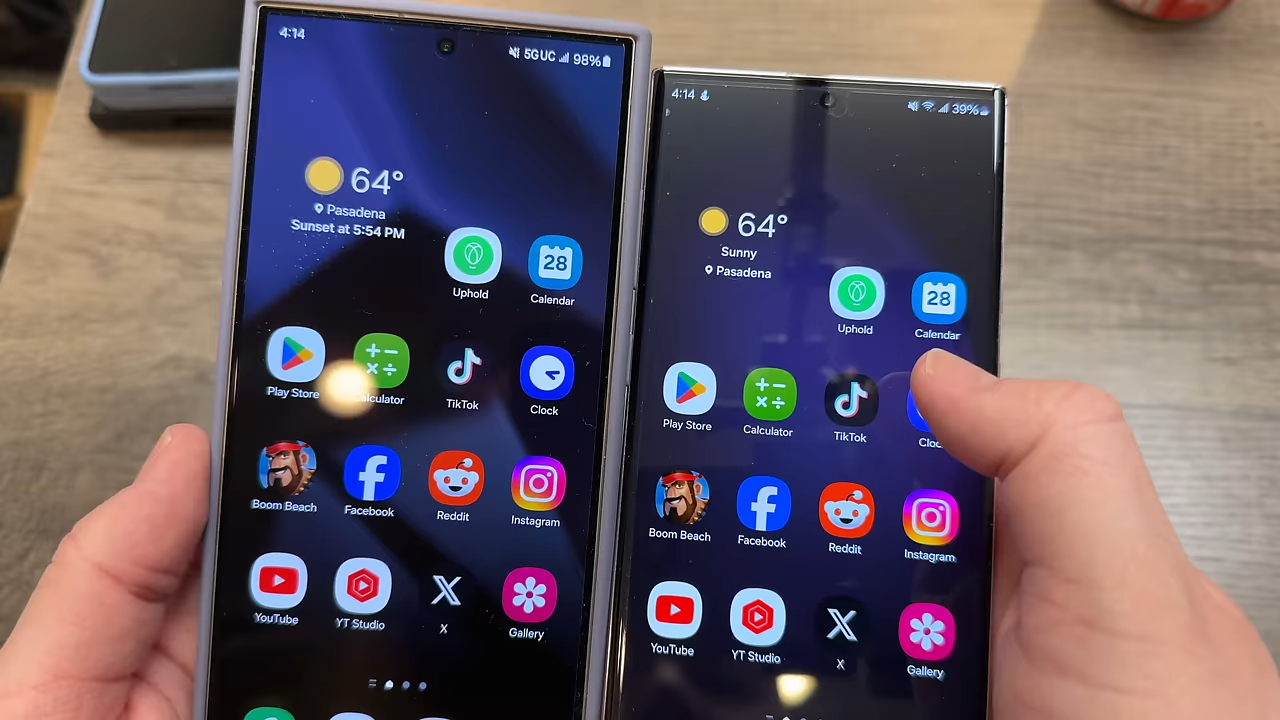 4:14
5GUC 98%
64°
Pasadena
Sunset at 5:54 PM
28
Uphold
Calendar
Play Store
Calculator
TikTok
Clock
Boom Beach
Facebook
Reddit
Instagram
YouTube
YT Studio
X
Gallery
4:14
39%
64°
Sunny
Pasadena
28
Uphold
Calendar
Play Store
Calculator
TikTok
Cloc
Boom Beach
Facebook
Reddit
Instagram
YouTube
YT Studio
X
Gallery